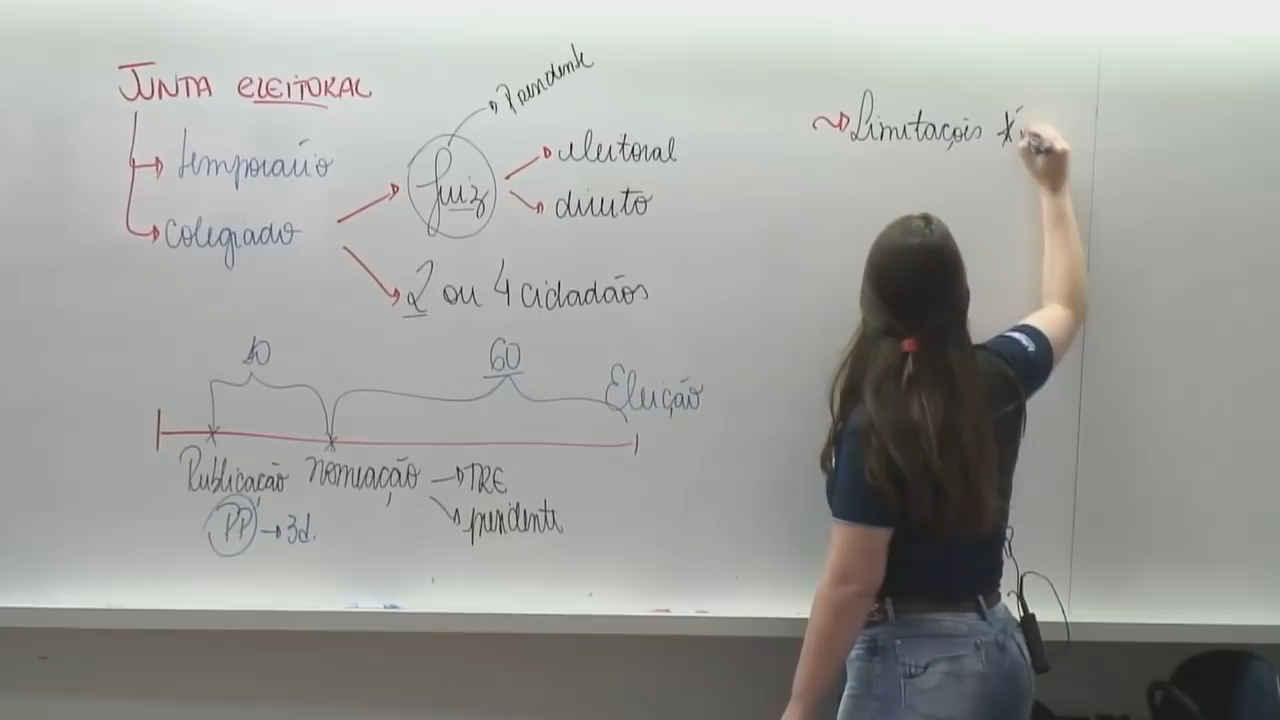 JUNTA ELEITORAL
temporário
colegiado
Juiz
Presidente
eleitoral
direito
2 ou 4 cidadãos
10
60
Eleição
Publicação nomeação → TRE
PP → 3d.
presidente
Limitações